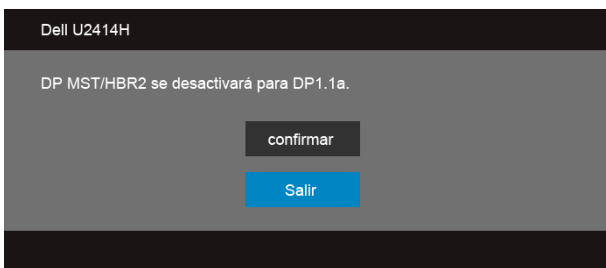 Dell U2414H
DP MST/HBR2 se desactivará para DP1.1a.
confirmar
Salir